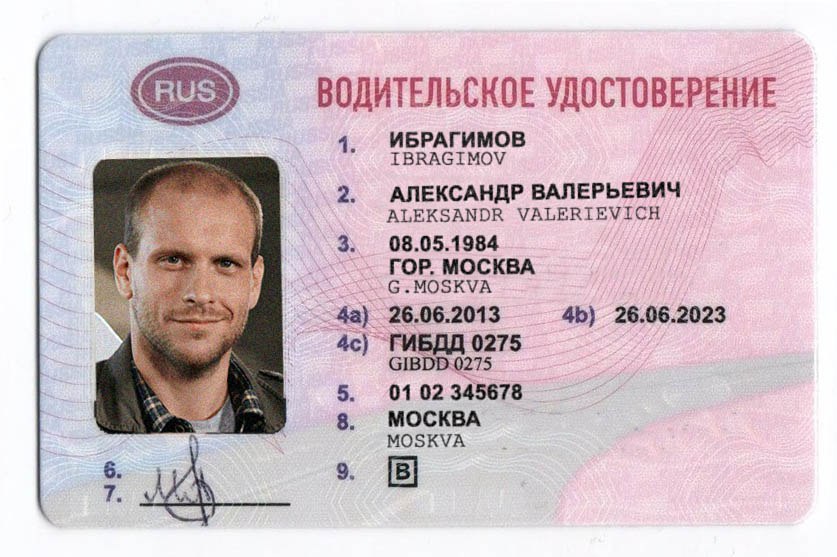 RUS
ВОДИТЕЛЬСКОЕ УДОСТОВЕРЕНИЕ
1. ИБРАГИМОВ
IBRAGIMOV
2. АЛЕКСАНДР ВАЛЕРЬЕВИЧ
ALEKSANDR VALERIEVICH
3. 08.05.1984
ГОР. МОСКВА
G.MOSKVA
4a) 26.06.2013 4b) 26.06.2023
4c) ГИБДД 0275
GIBDD 0275
5. 01 02 345678
8. МОСКВА
MOSKVA
6.
7.
9. B